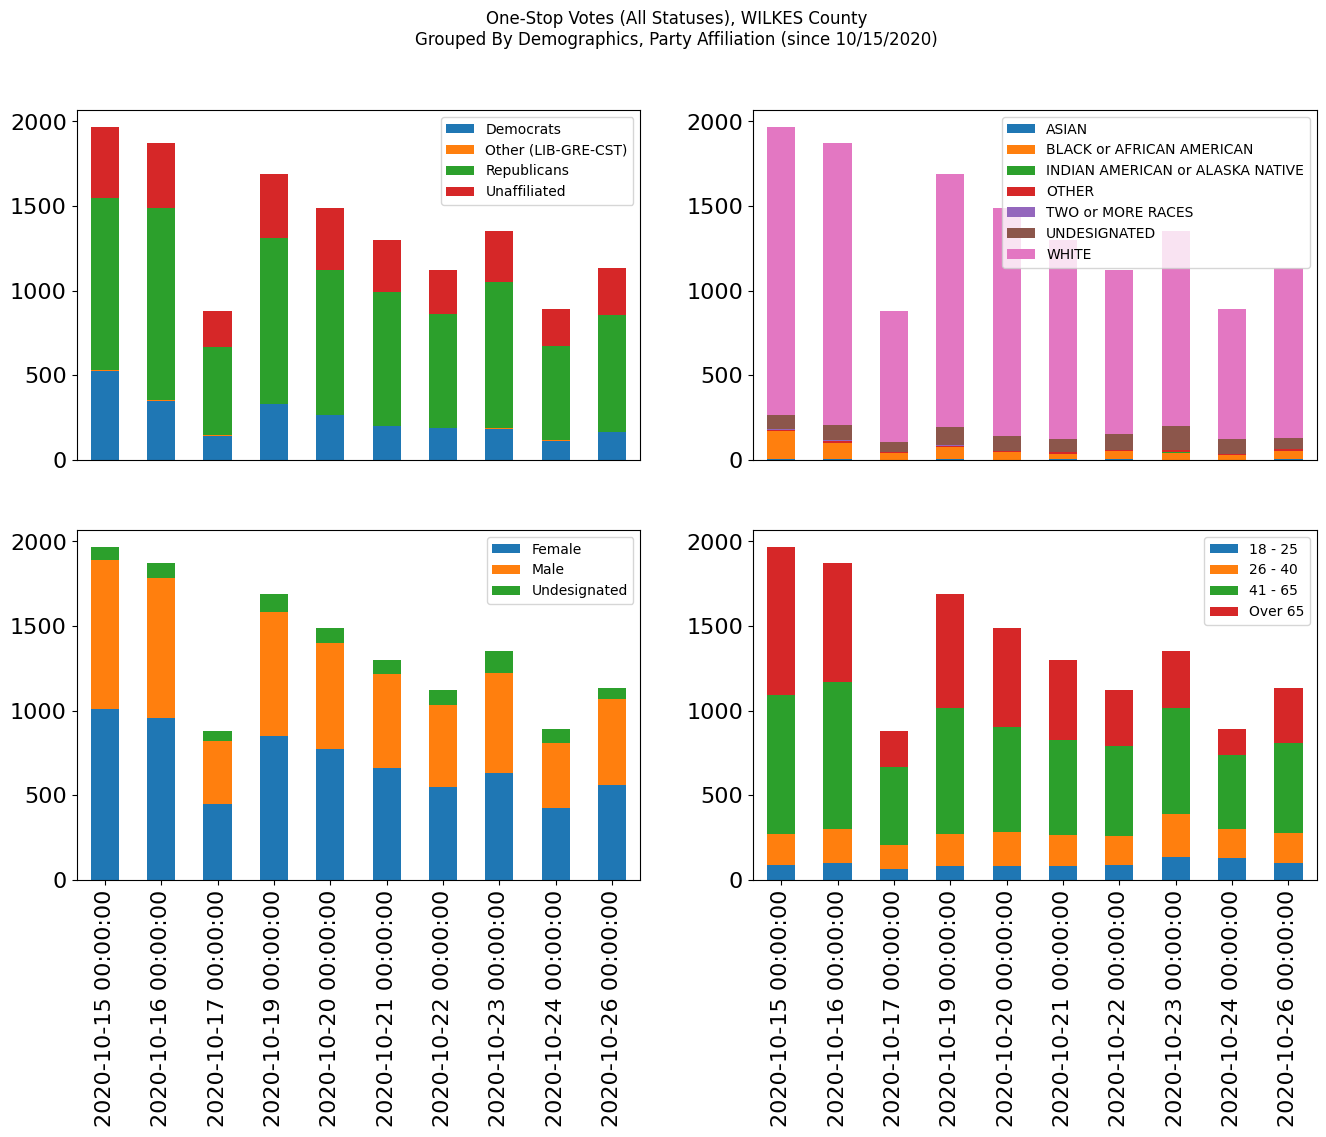 One-Stop Votes (All Statuses), WILKES County
Grouped By Demographics, Party Affiliation (since 10/15/2020)
2000
1500
1000
500
0
Democrats
Other (LIB-GRE-CST)
Republicans
Unaffiliated
2000
1500
1000
500
0
ASIAN
BLACK or AFRICAN AMERICAN
INDIAN AMERICAN or ALASKA NATIVE
OTHER
TWO or MORE RACES
UNDESIGNATED
WHITE
2000
1500
1000
500
0
Female
Male
Undesignated
2020-10-15 00:00:00
2020-10-16 00:00:00
2020-10-17 00:00:00
2020-10-19 00:00:00
2020-10-20 00:00:00
2020-10-21 00:00:00
2020-10-22 00:00:00
2020-10-23 00:00:00
2020-10-24 00:00:00
2020-10-26 00:00:00
2000
1500
1000
500
0
18 - 25
26 - 40
41 - 65
Over 65
2020-10-15 00:00:00
2020-10-16 00:00:00
2020-10-17 00:00:00
2020-10-19 00:00:00
2020-10-20 00:00:00
2020-10-21 00:00:00
2020-10-22 00:00:00
2020-10-23 00:00:00
2020-10-24 00:00:00
2020-10-26 00:00:00